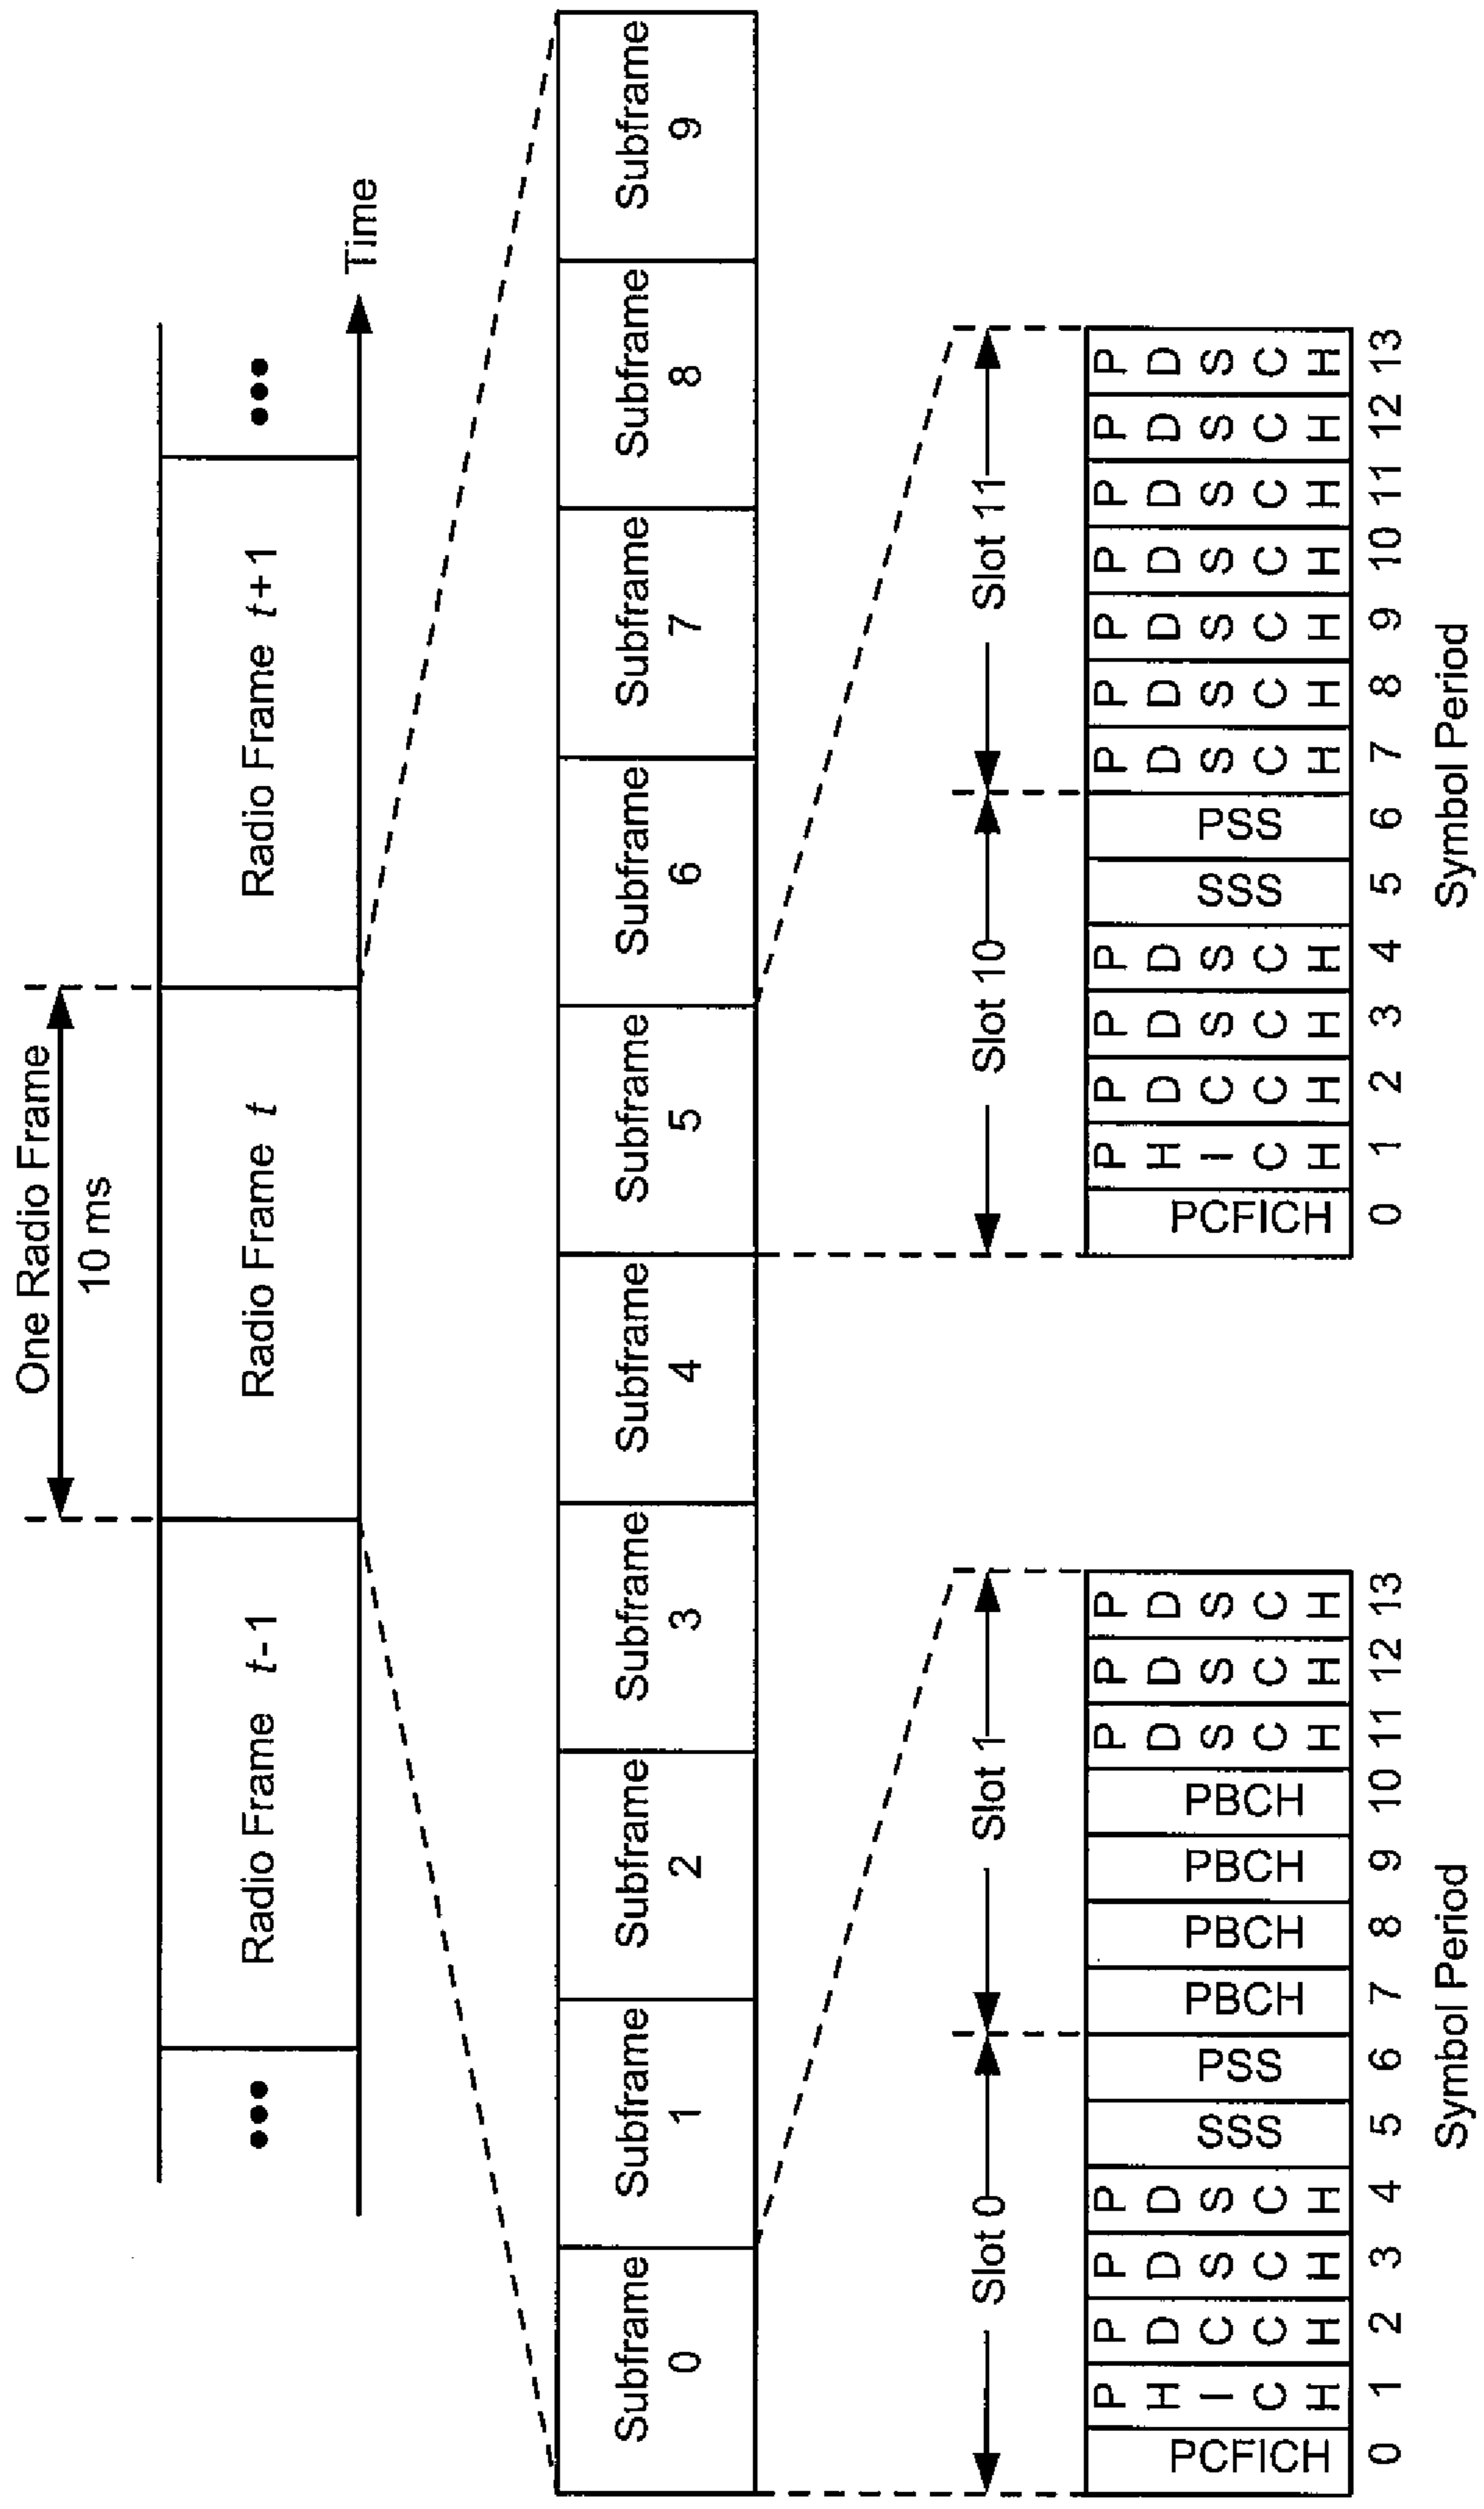 One Radio Frame
10 ms
••• Radio Frame t-1 Radio Frame t Radio Frame t+1 •••
Time
Subframe 0
Subframe 1
Subframe 2
Subframe 3
Subframe 4
Subframe 5
Subframe 6
Subframe 7
Subframe 8
Subframe 9
Slot 0 Slot 1
PCFICH PHICH PDCCH PDSCH PDSCH SSS PSS PBCH PBCH PBCH PBCH PDSCH PDSCH PDSCH
0 1 2 3 4 5 6 7 8 9 10 11 12 13
Symbol Period
Slot 10 Slot 11
PCFICH PHICH PDCCH PDSCH PDSCH SSS PSS PDSCH PDSCH PDSCH PDSCH PDSCH PDSCH PDSCH
0 1 2 3 4 5 6 7 8 9 10 11 12 13
Symbol Period